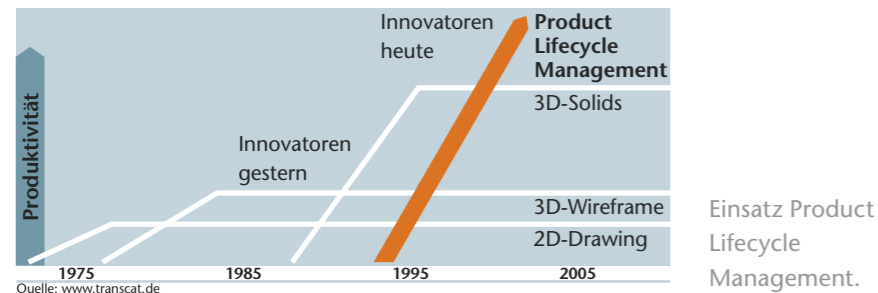 Produktivität
Innovatoren
heute
Product
Lifecycle
Management
3D-Solids
Innovatoren
gestern
3D-Wireframe
2D-Drawing
1975 1985 1995 2005
Quelle: www.transcat.de
Einsatz Product
Lifecycle
Management.